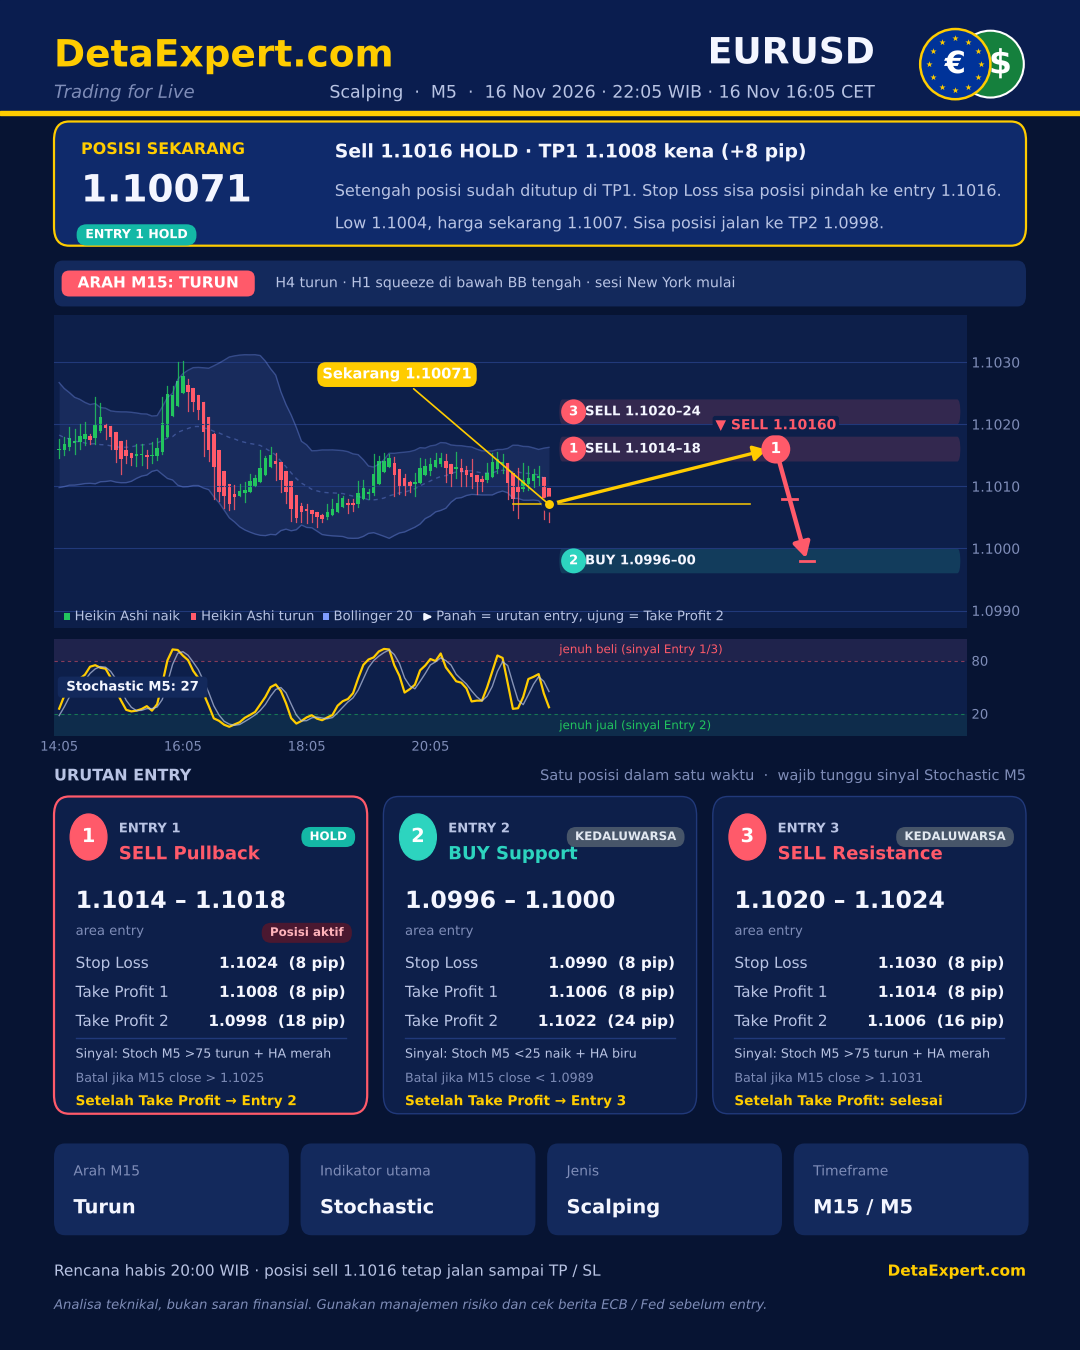 DetaExpert.com
Trading for Live
EURUSD
Scalping · M5 · 16 Nov 2026 · 22:05 WIB · 16 Nov 16:05 CET
€ $
POSISI SEKARANG
1.10071
ENTRY 1 HOLD
Sell 1.1016 HOLD · TP1 1.1008 kena (+8 pip)
Setengah posisi sudah ditutup di TP1. Stop Loss sisa posisi pindah ke entry 1.1016.
Low 1.1004, harga sekarang 1.1007. Sisa posisi jalan ke TP2 1.0998.
ARAH M15: TURUN
H4 turun · H1 squeeze di bawah BB tengah · sesi New York mulai
Sekarang 1.10071
3 SELL 1.1020–24
▼ SELL 1.10160
1 SELL 1.1014–18
1
2 BUY 1.0996–00
1.1030
1.1020
1.1010
1.1000
1.0990
Heikin Ashi naik
Heikin Ashi turun
Bollinger 20
Panah = urutan entry, ujung = Take Profit 2
jenuh beli (sinyal Entry 1/3)
Stochastic M5: 27
jenuh jual (sinyal Entry 2)
80
20
14:05
16:05
18:05
20:05
URUTAN ENTRY
Satu posisi dalam satu waktu · wajib tunggu sinyal Stochastic M5
1
ENTRY 1
HOLD
SELL Pullback
1.1014 – 1.1018
area entry
Posisi aktif
Stop Loss 1.1024 (8 pip)
Take Profit 1 1.1008 (8 pip)
Take Profit 2 1.0998 (18 pip)
Sinyal: Stoch M5 >75 turun + HA merah
Batal jika M15 close > 1.1025
Setelah Take Profit → Entry 2
2
ENTRY 2
KEDALUWARSA
BUY Support
1.0996 – 1.1000
area entry
Stop Loss 1.0990 (8 pip)
Take Profit 1 1.1006 (8 pip)
Take Profit 2 1.1022 (24 pip)
Sinyal: Stoch M5 <25 naik + HA biru
Batal jika M15 close < 1.0989
Setelah Take Profit → Entry 3
3
ENTRY 3
KEDALUWARSA
SELL Resistance
1.1020 – 1.1024
area entry
Stop Loss 1.1030 (8 pip)
Take Profit 1 1.1014 (8 pip)
Take Profit 2 1.1006 (16 pip)
Sinyal: Stoch M5 >75 turun + HA merah
Batal jika M15 close > 1.1031
Setelah Take Profit: selesai
Arah M15
Turun
Indikator utama
Stochastic
Jenis
Scalping
Timeframe
M15 / M5
Rencana habis 20:00 WIB · posisi sell 1.1016 tetap jalan sampai TP / SL
DetaExpert.com
Analisa teknikal, bukan saran finansial. Gunakan manajemen risiko dan cek berita ECB / Fed sebelum entry.